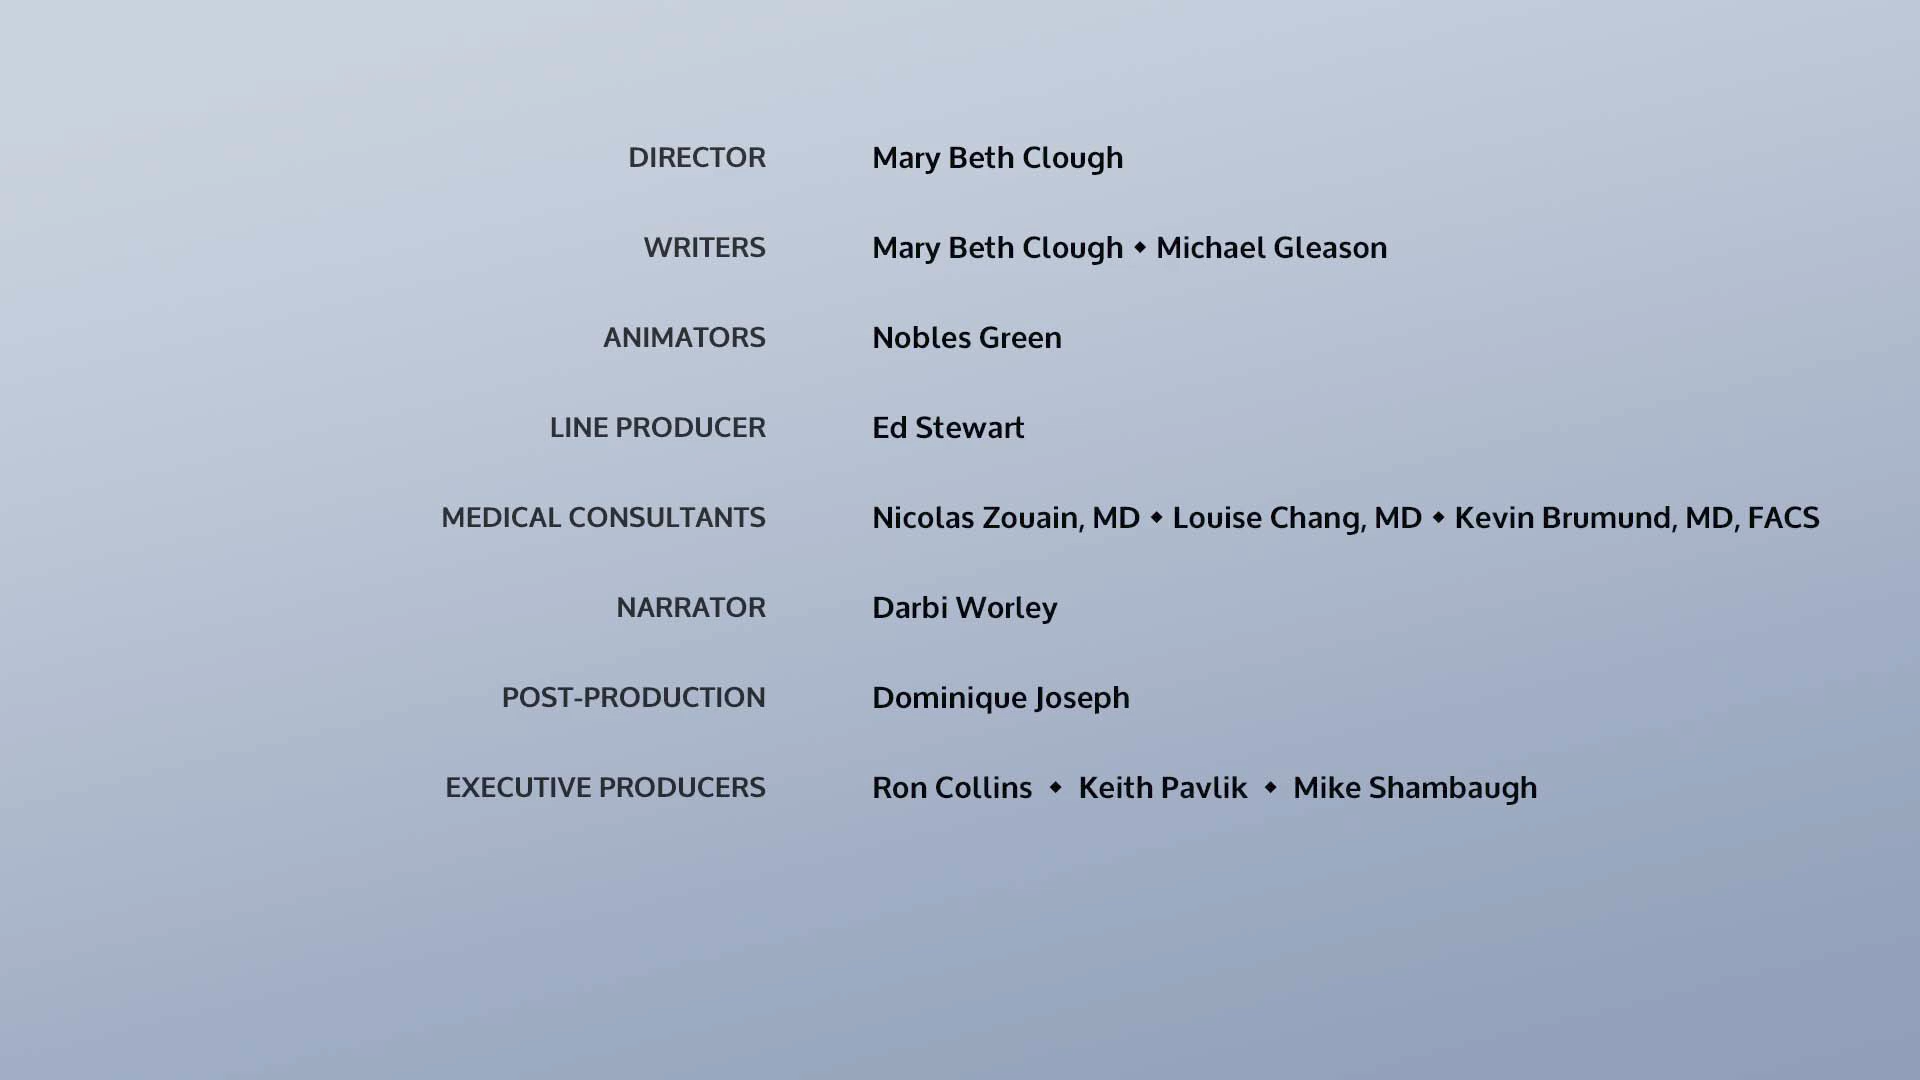 DIRECTOR Mary Beth Clough
WRITERS Mary Beth Clough ◆ Michael Gleason
ANIMATORS Nobles Green
LINE PRODUCER Ed Stewart
MEDICAL CONSULTANTS Nicolas Zouain, MD ◆ Louise Chang, MD ◆ Kevin Brumund, MD, FACS
NARRATOR Darbi Worley
POST-PRODUCTION Dominique Joseph
EXECUTIVE PRODUCERS Ron Collins ◆ Keith Pavlik ◆ Mike Shambaugh